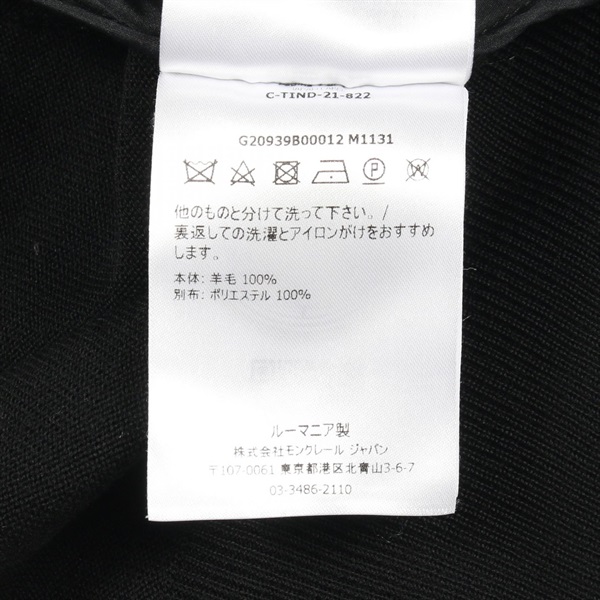 C-TIND-21-822
G20939B00012 M1131
他のものと分けて洗って下さい。/
裏返しての洗濯とアイロンがけをおすすめ
します。
本体: 羊毛 100%
別布: ポリエステル 100%
ルーマニア製
株式会社モンクレール ジャパン
〒107-0061 東京都港区北青山3-6-7
03-3486-2110